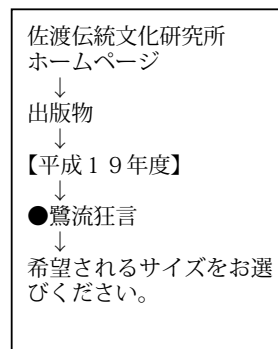 佐渡伝統文化研究所
ホームページ
↓
出版物
↓
【平成１９年度】
↓
●鷺流狂言
↓
希望されるサイズをお選
びください。